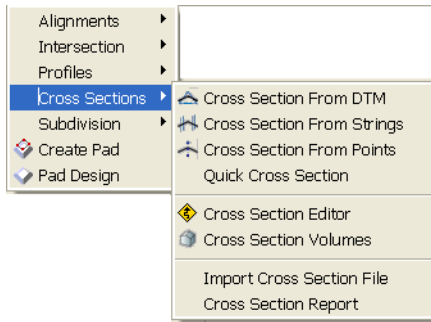 Alignments
Intersection
Profiles
Cross Sections
Subdivision
Create Pad
Pad Design
Cross Section From DTM
Cross Section From Strings
Cross Section From Points
Quick Cross Section
Cross Section Editor
Cross Section Volumes
Import Cross Section File
Cross Section Report